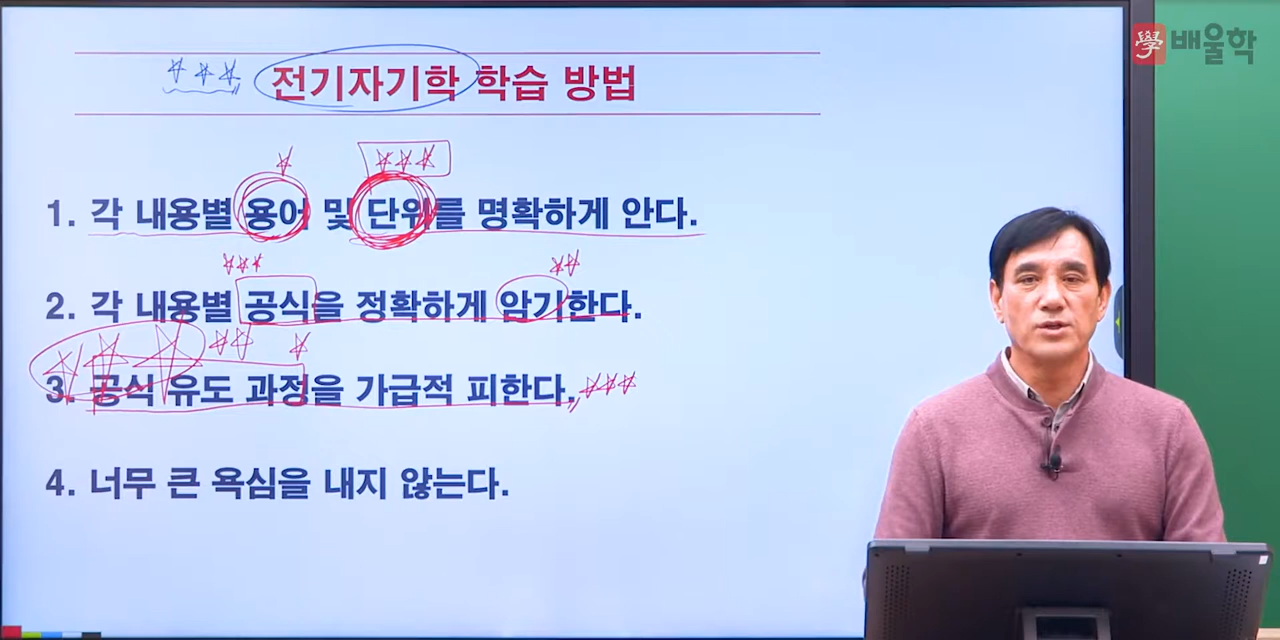 學 배울학
전기자기학 학습 방법
1. 각 내용별 용어 및 단위를 명확하게 안다.
2. 각 내용별 공식을 정확하게 암기한다.
3. 공식 유도 과정을 가급적 피한다.
4. 너무 큰 욕심을 내지 않는다.